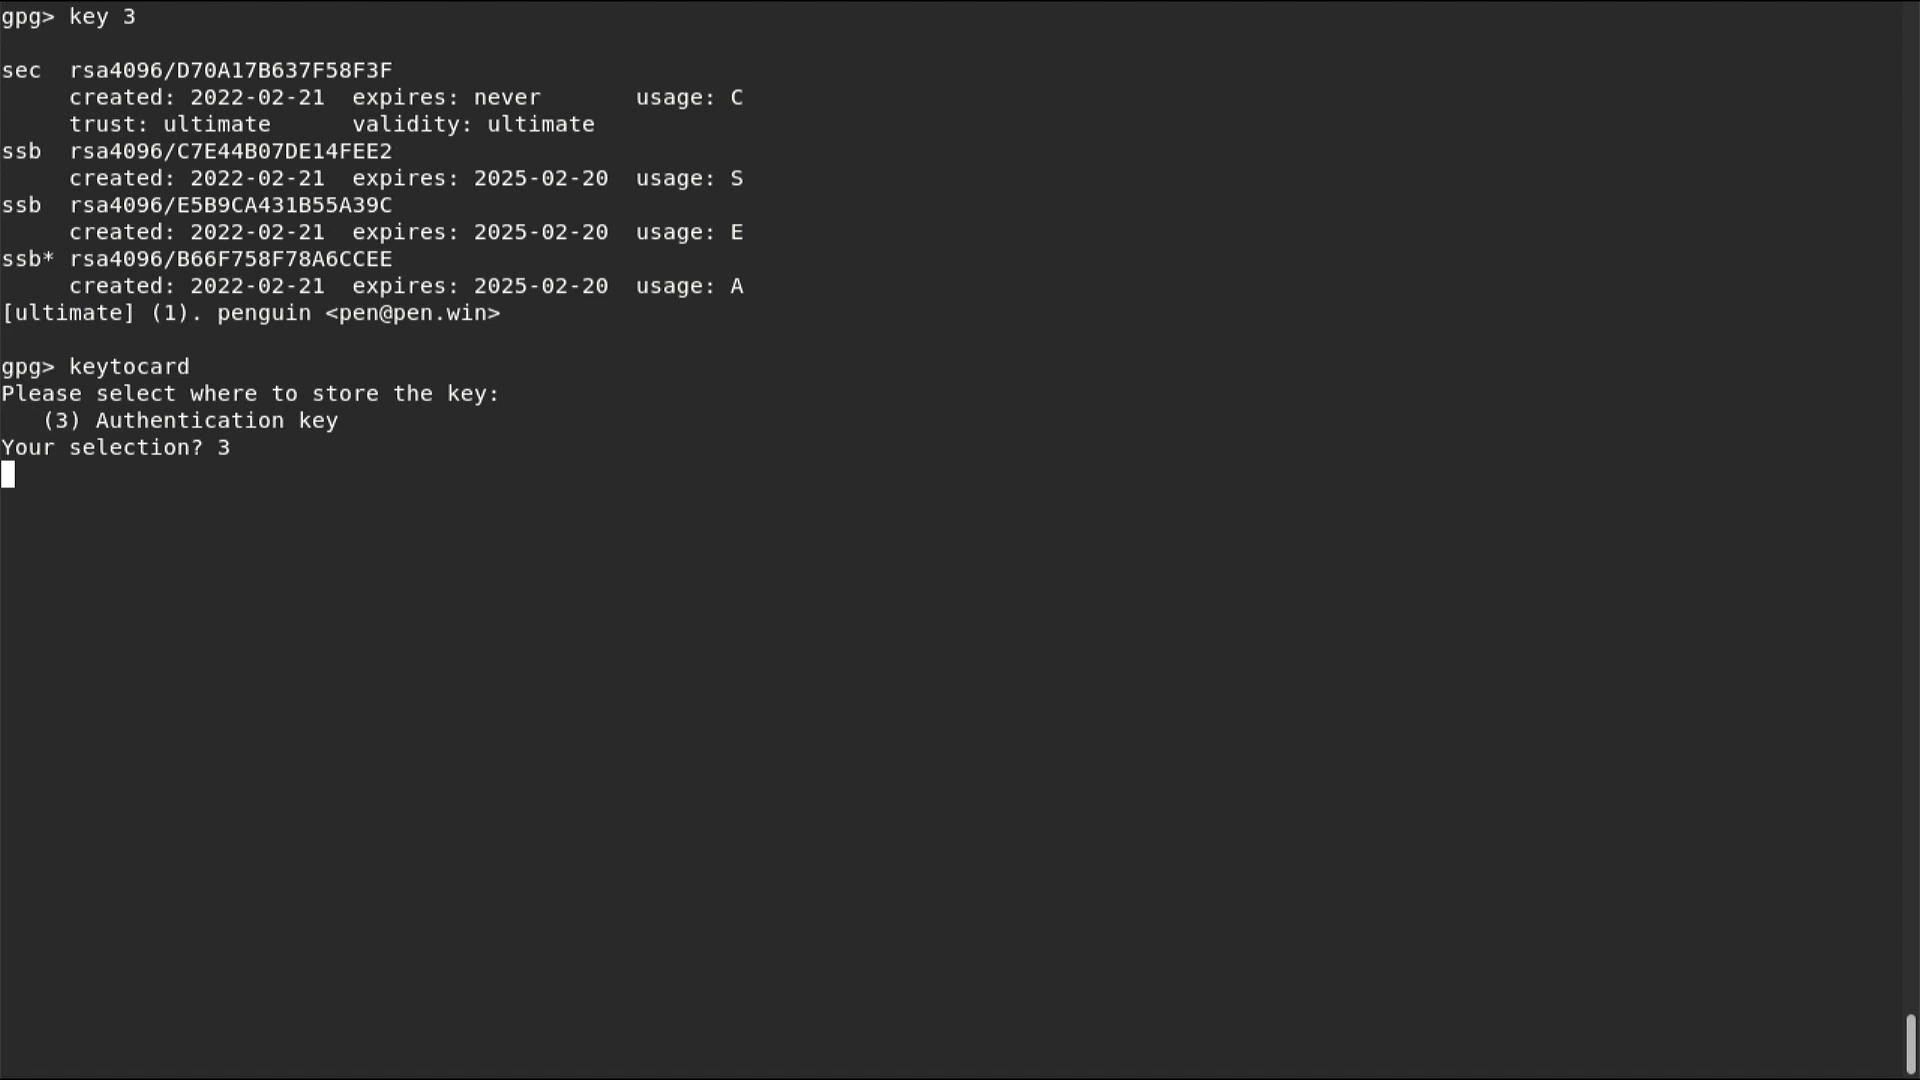 gpg> key 3
sec  rsa4096/D70A17B637F58F3F
     created: 2022-02-21  expires: never       usage: C
     trust: ultimate      validity: ultimate
ssb  rsa4096/C7E44B07DE14FEE2
     created: 2022-02-21  expires: 2025-02-20  usage: S
ssb  rsa4096/E5B9CA431B55A39C
     created: 2022-02-21  expires: 2025-02-20  usage: E
ssb* rsa4096/B66F758F78A6CCEE
     created: 2022-02-21  expires: 2025-02-20  usage: A
[ultimate] (1). penguin <pen@pen.win>
gpg> keytocard
Please select where to store the key:
   (3) Authentication key
Your selection? 3